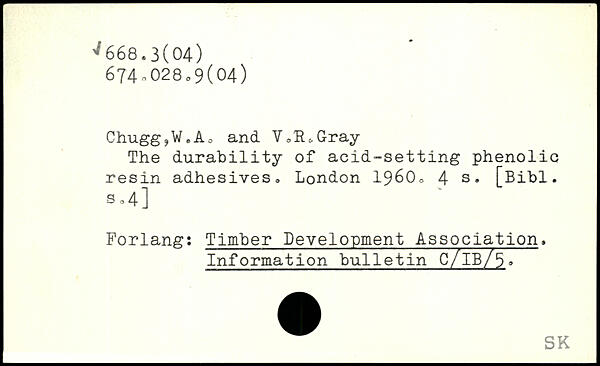 ✓668.3(04)
674.028.9(04)
Chugg,W.A. and V.R.Gray
The durability of acid-setting phenolic
resin adhesives. London 1960. 4 s. [Bibl.
s.4]
Forlang: Timber Development Association.
Information bulletin C/IB/5.
SK